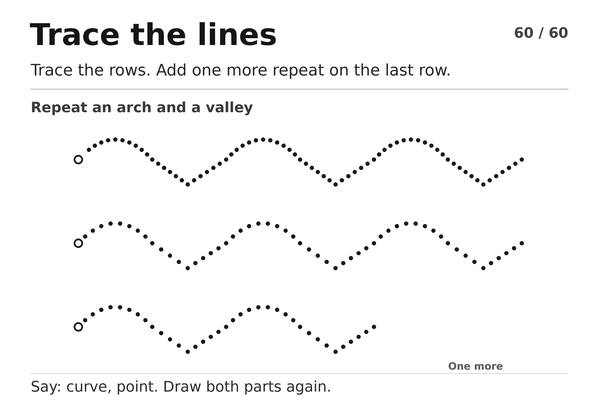 Trace the lines
60 / 60
Trace the rows. Add one more repeat on the last row.
Repeat an arch and a valley
One more
Say: curve, point. Draw both parts again.